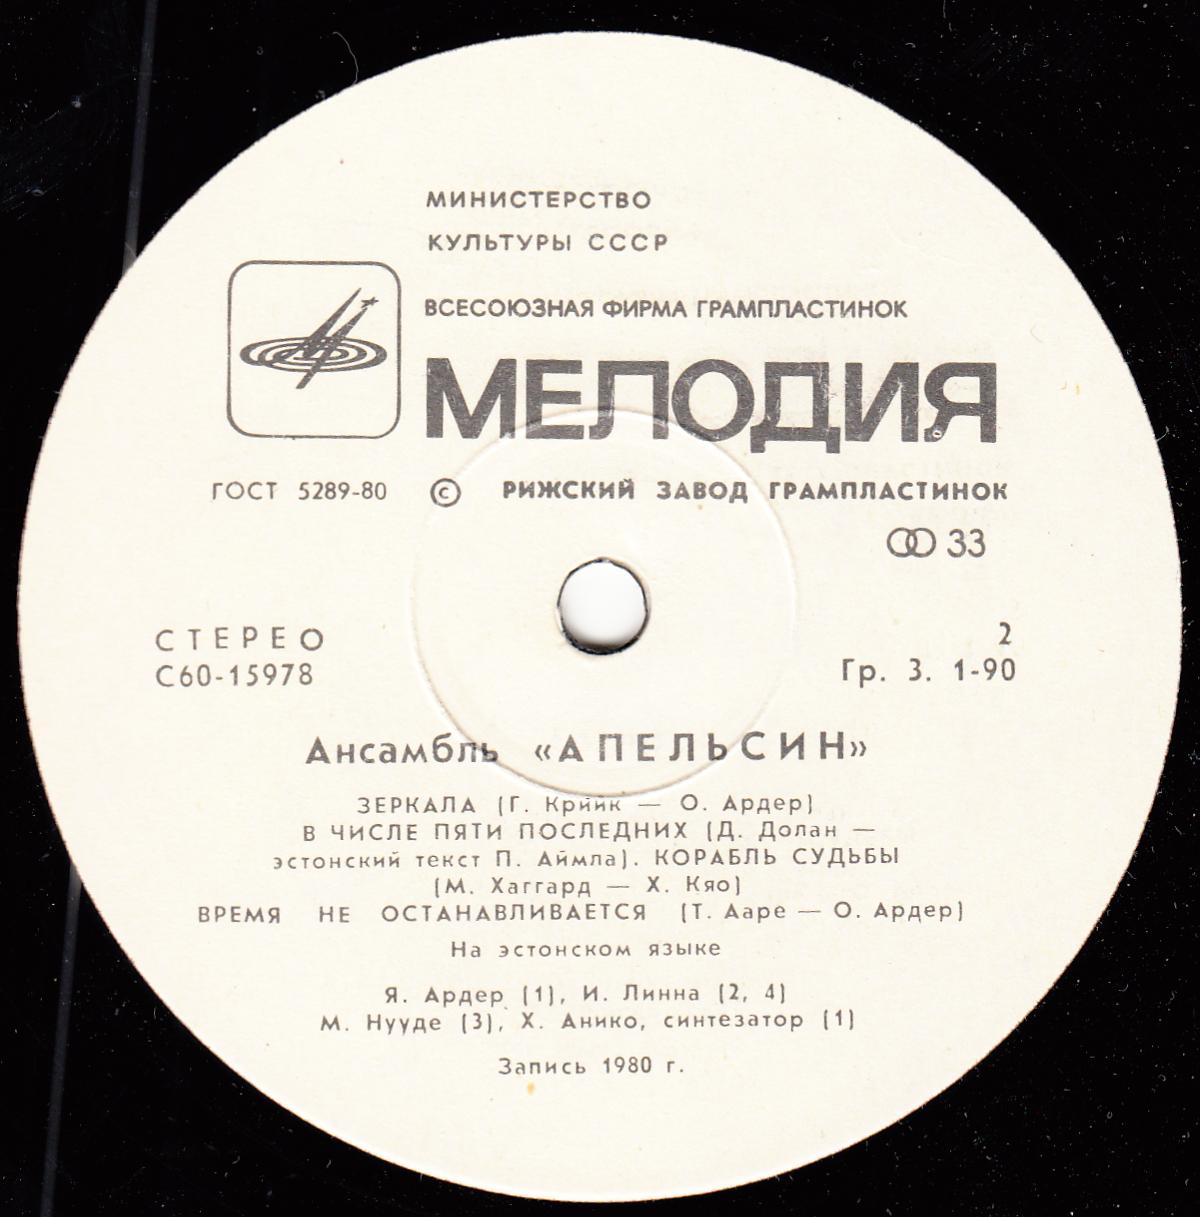 МИНИСТЕРСТВО
КУЛЬТУРЫ СССР
ВСЕСОЮЗНАЯ ФИРМА ГРАМПЛАСТИНОК
МЕЛОДИЯ
ГОСТ 5289-80 © РИЖСКИЙ ЗАВОД ГРАМПЛАСТИНОК
33
СТЕРЕО 2
С60-15978 Гр. 3. 1-90
Ансамбль «АПЕЛЬСИН»
ЗЕРКАЛА (Г. Крийк — О. Ардер)
В ЧИСЛЕ ПЯТИ ПОСЛЕДНИХ (Д. Долан —
эстонский текст П. Аймла). КОРАБЛЬ СУДЬБЫ
(М. Хаггард — Х. Кяо)
ВРЕМЯ НЕ ОСТАНАВЛИВАЕТСЯ (Т. Ааре — О. Ардер)
На эстонском языке
Я. Ардер (1), И. Линна (2, 4)
М. Нууде (3), Х. Анико, синтезатор (1)
Запись 1980 г.